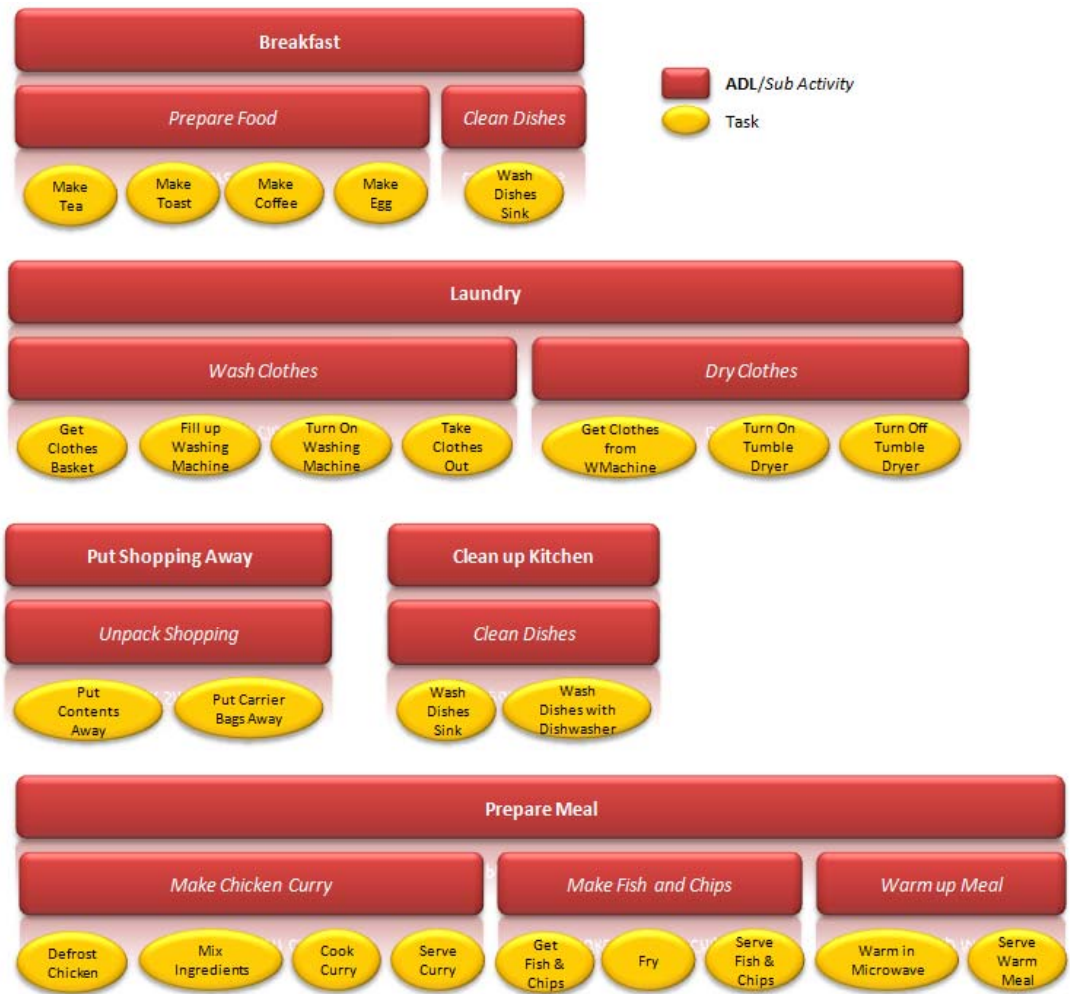 Breakfast
ADL/Sub Activity
Prepare Food
Clean Dishes
Task
Make
Tea
Make
Toast
Make
Coffee
Make
Egg
Wash
Dishes
Sink
Laundry
Wash Clothes
Dry Clothes
Get
Clothes
Basket
Fill up
Washing
Machine
Turn On
Washing
Machine
Take
Clothes
Out
Get Clothes
from
WMachine
Turn On
Tumble
Dryer
Turn Off
Tumble
Dryer
Put Shopping Away
Clean up Kitchen
Unpack Shopping
Clean Dishes
Put
Contents
Away
Put Carrier
Bags Away
Wash
Dishes
Sink
Wash
Dishes with
Dishwasher
Prepare Meal
Make Chicken Curry
Make Fish and Chips
Warm up Meal
Defrost
Chicken
Mix
Ingredients
Cook
Curry
Serve
Curry
Get
Fish &
Chips
Fry
Serve
Fish &
Chips
Warm in
Microwave
Serve
Warm
Meal